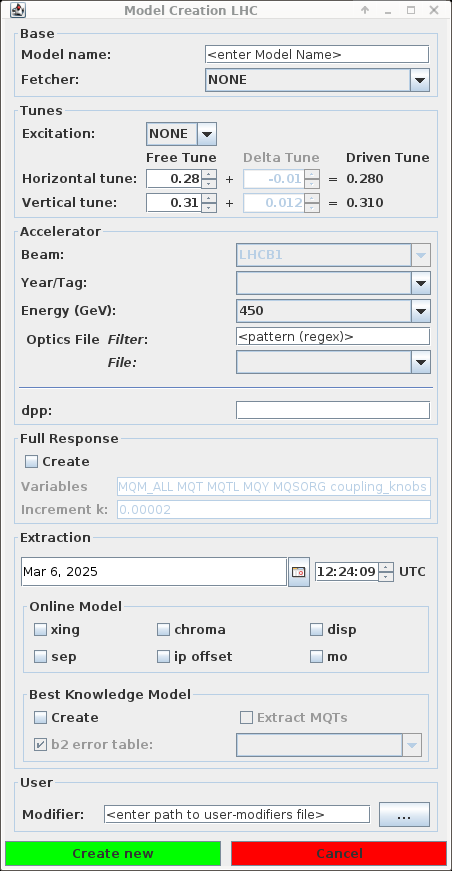 Model Creation LHC
Base
Model name: <enter Model Name>
Fetcher: NONE
Tunes
Excitation: NONE
Free Tune Delta Tune Driven Tune
Horizontal tune: 0.28 + -0.01 = 0.280
Vertical tune: 0.31 + 0.012 = 0.310
Accelerator
Beam: LHCB1
Year/Tag:
Energy (GeV): 450
Optics File Filter: <pattern (regex)>
File:
dpp:
Full Response
Create
Variables MQM_ALL MQT MQTL MQY MQSORG coupling_knobs
Increment k: 0.00002
Extraction
Mar 6, 2025 12:24:09 UTC
Online Model
xing chroma disp
sep ip offset mo
Best Knowledge Model
Create Extract MQTs
b2 error table:
User
Modifier: <enter path to user-modifiers file> ...
Create new Cancel